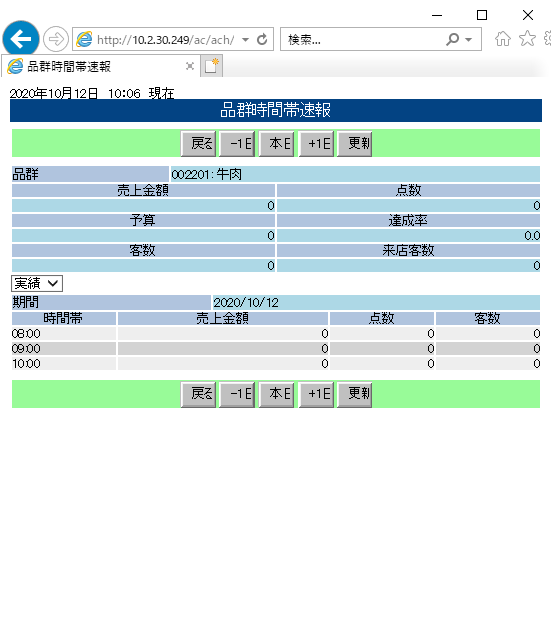 http://10.2.30.249/ac/ach/
検索...
品群時間帯速報
2020年10月12日 10:06 現在
品群時間帯速報
戻る -1日 本日 +1日 更新
品群 002201:牛肉
売上金額 点数
0 0
予算 達成率
0 0.0
客数 来店客数
0 0
実績
期間 2020/10/12
時間帯 売上金額 点数 客数
08:00 0 0 0
09:00 0 0 0
10:00 0 0 0
戻る -1日 本日 +1日 更新